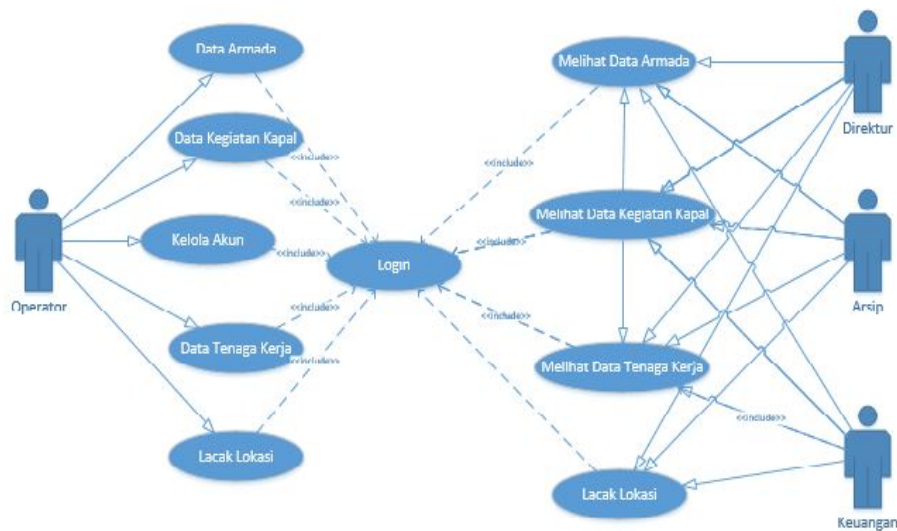 Data Armada
Data Kegiatan Kapal
<<include>>
<<include>>
Kelola Akun
<<include>>
Operator
Data Tenaga Kerja
<<include>>
<<include>>
Lacak Lokasi
Login
Melihat Data Armada
<<include>>
Melihat Data Kegiatan Kapal
<<include>>
<<include>>
Melihat Data Tenaga Kerja
<<include>>
Lacak Lokasi
Direktur
Arsip
Keuangan